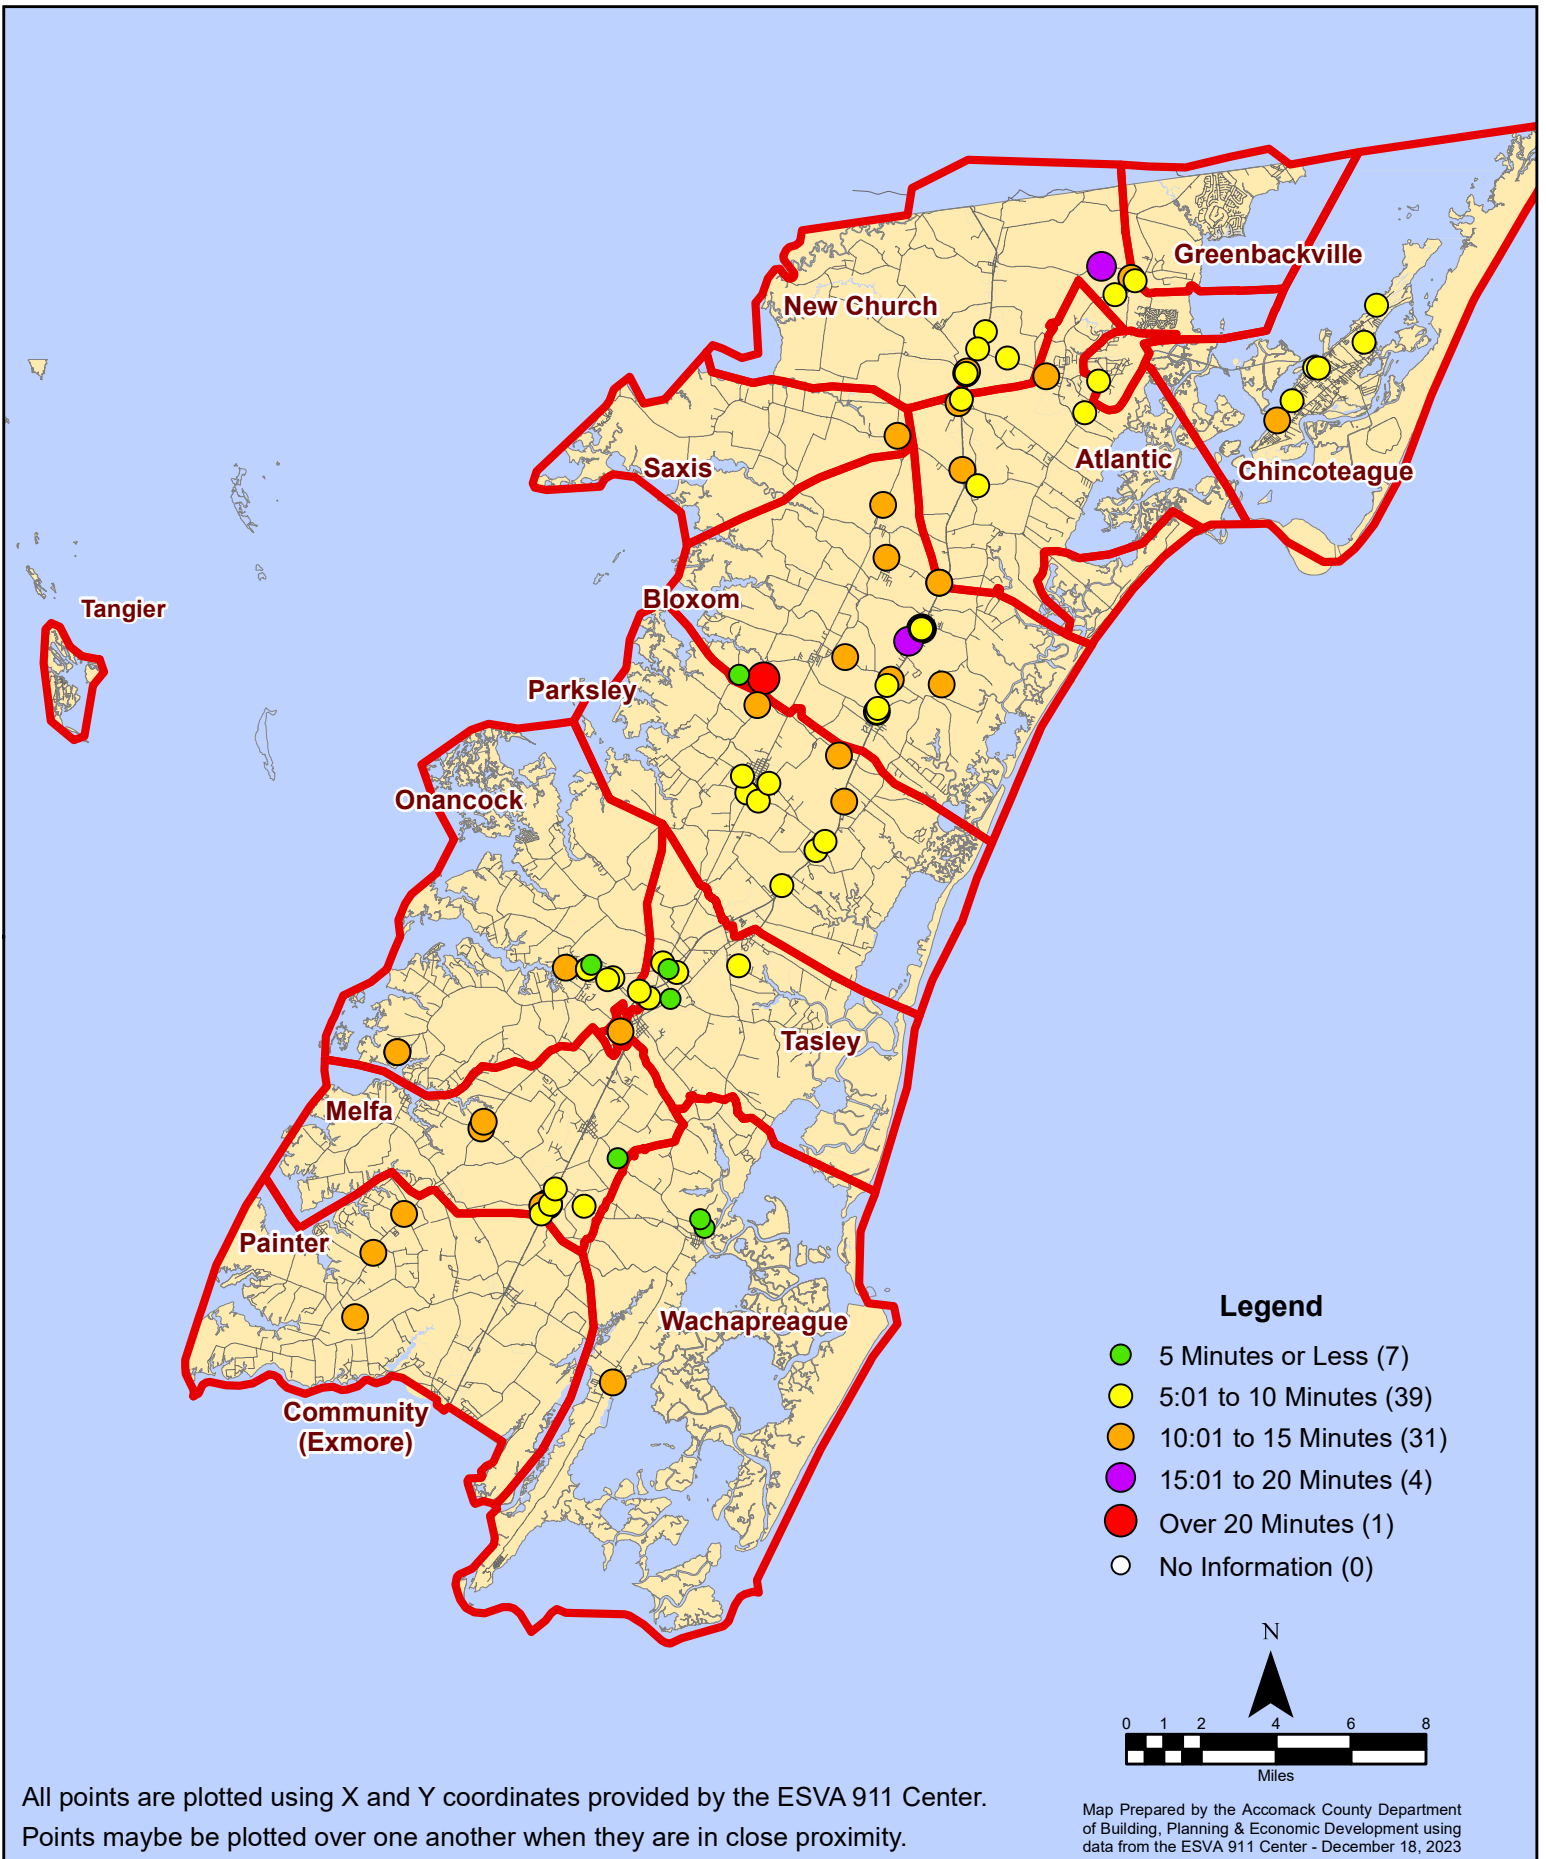 Greenbackville
New Church
Saxis
Atlantic
Chincoteague
Bloxom
Tangier
Parksley
Onancock
Tasley
Melfa
Painter
Wachapreague
Community
(Exmore)
Legend
5 Minutes or Less (7)
5:01 to 10 Minutes (39)
10:01 to 15 Minutes (31)
15:01 to 20 Minutes (4)
Over 20 Minutes (1)
No Information (0)
N
0 1 2 4 6 8
Miles
All points are plotted using X and Y coordinates provided by the ESVA 911 Center.
Points maybe be plotted over one another when they are in close proximity.
Map Prepared by the Accomack County Department
of Building, Planning & Economic Development using
data from the ESVA 911 Center - December 18, 2023